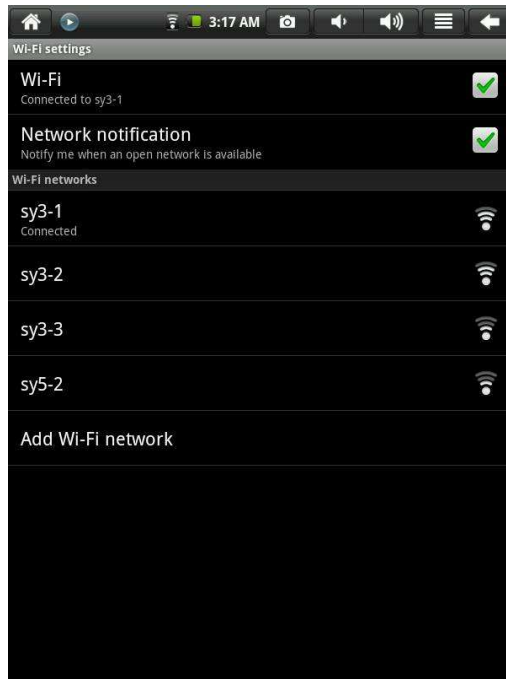 3:17 AM
Wi-Fi settings
Wi-Fi
Connected to sy3-1
Network notification
Notify me when an open network is available
Wi-Fi networks
sy3-1
Connected
sy3-2
sy3-3
sy5-2
Add Wi-Fi network